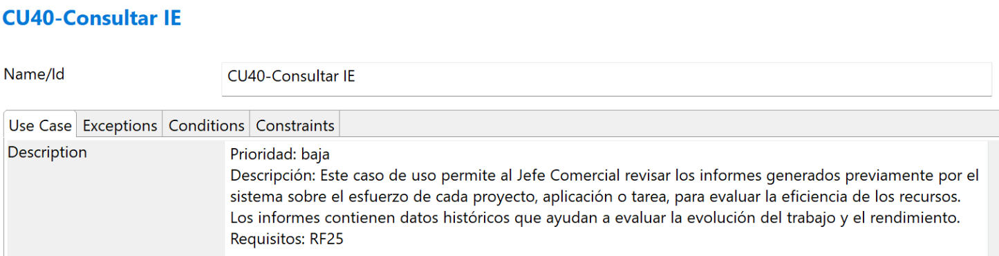 CU40-Consultar IE
Name/Id
CU40-Consultar IE
Use Case Exceptions Conditions Constraints
Description
Prioridad: baja
Descripción: Este caso de uso permite al Jefe Comercial revisar los informes generados previamente por el
sistema sobre el esfuerzo de cada proyecto, aplicación o tarea, para evaluar la eficiencia de los recursos.
Los informes contienen datos históricos que ayudan a evaluar la evolución del trabajo y el rendimiento.
Requisitos: RF25